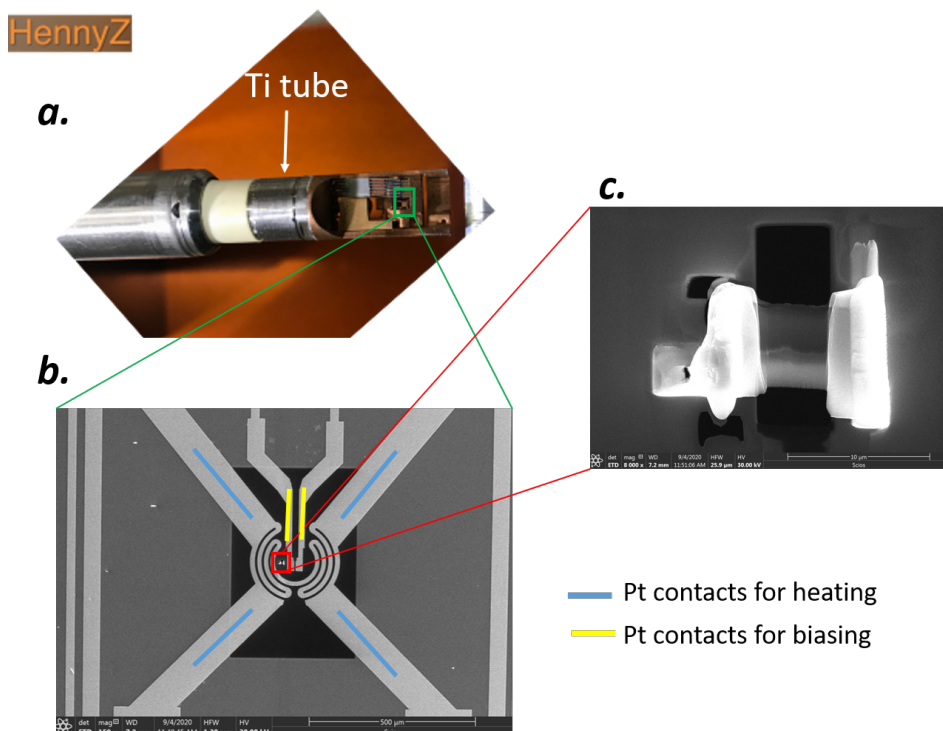 HennyZ
Ti tube
a.
c.
b.
det mag WD 9/4/2020 HFW HV 10 µm
ETD 8 000 x 7.2 mm 11:51:06 AM 25.9 µm 30.00 kV Scios
Pt contacts for heating
Pt contacts for biasing
det mag WD 9/4/2020 HFW HV 500 µm